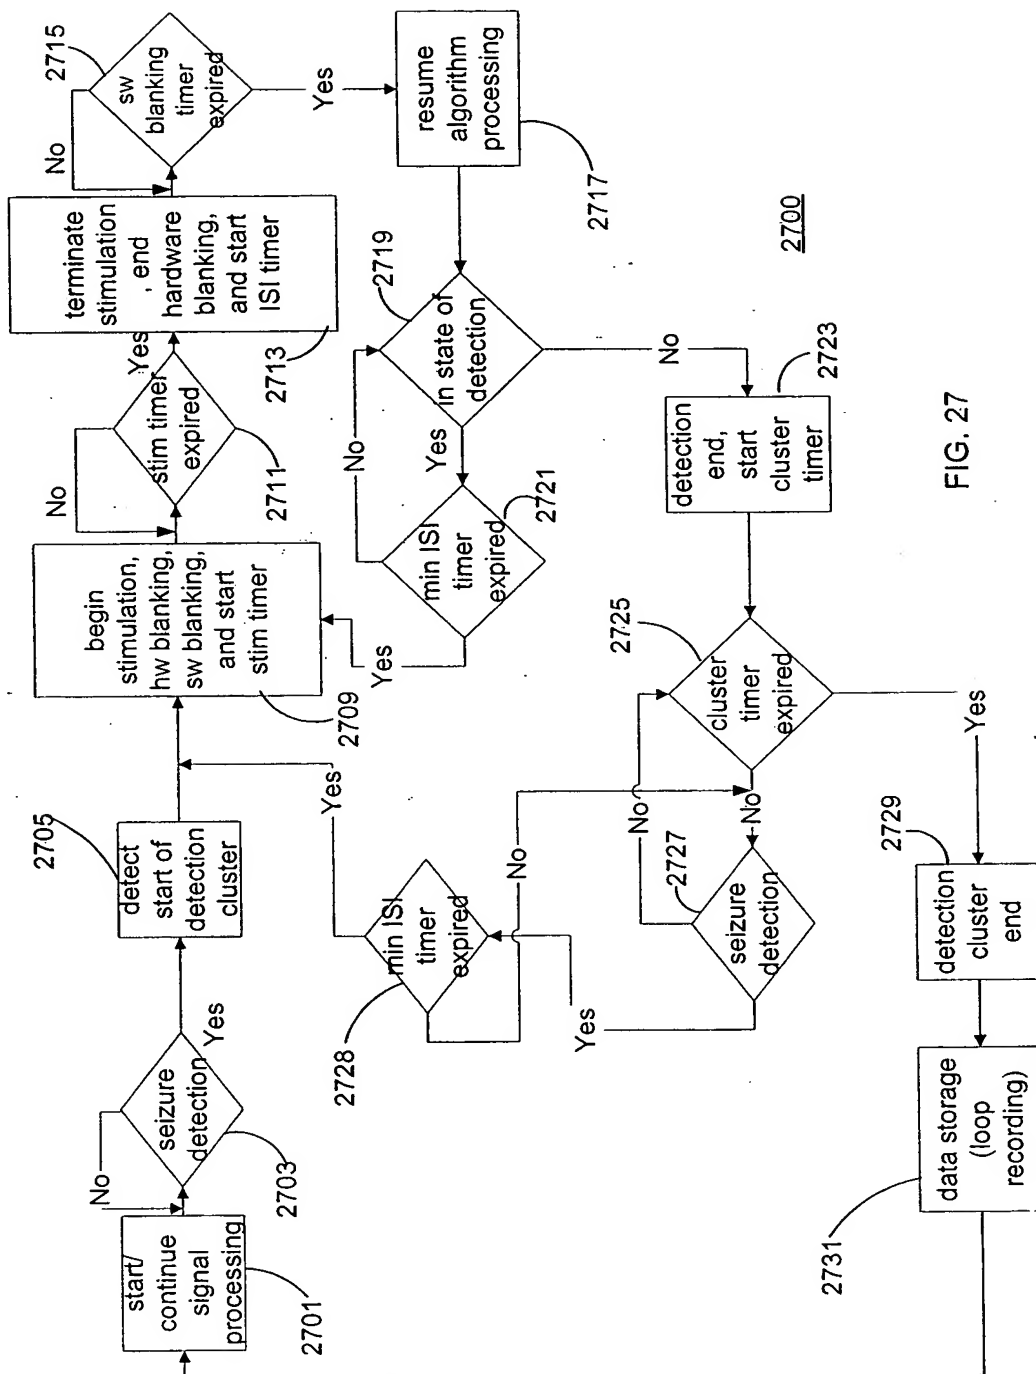 start/
continue
signal
processing
2701
No
seizure
detection
Yes
2703
detect
start of
detection
cluster
2705
begin
stimulation,
hw blanking,
sw blanking,
and start
stim timer
2709
No
stim timer
expired
Yes
2711
terminate
stimulation
, end
hardware
blanking,
and start
ISI timer
2713
No
sw
blanking
timer
expired
2715
Yes
resume
algorithm
processing
2717
in state of
detection
2719
No
Yes
min ISI
timer
expired
2721
No
Yes
detection
end,
start
cluster
timer
2723
cluster
timer
expired
2725
No
Yes
seizure
detection
2727
No
Yes
min ISI
timer
expired
2728
No
Yes
detection
cluster
end
2729
data storage
(loop
recording)
2731
2700
FIG. 27